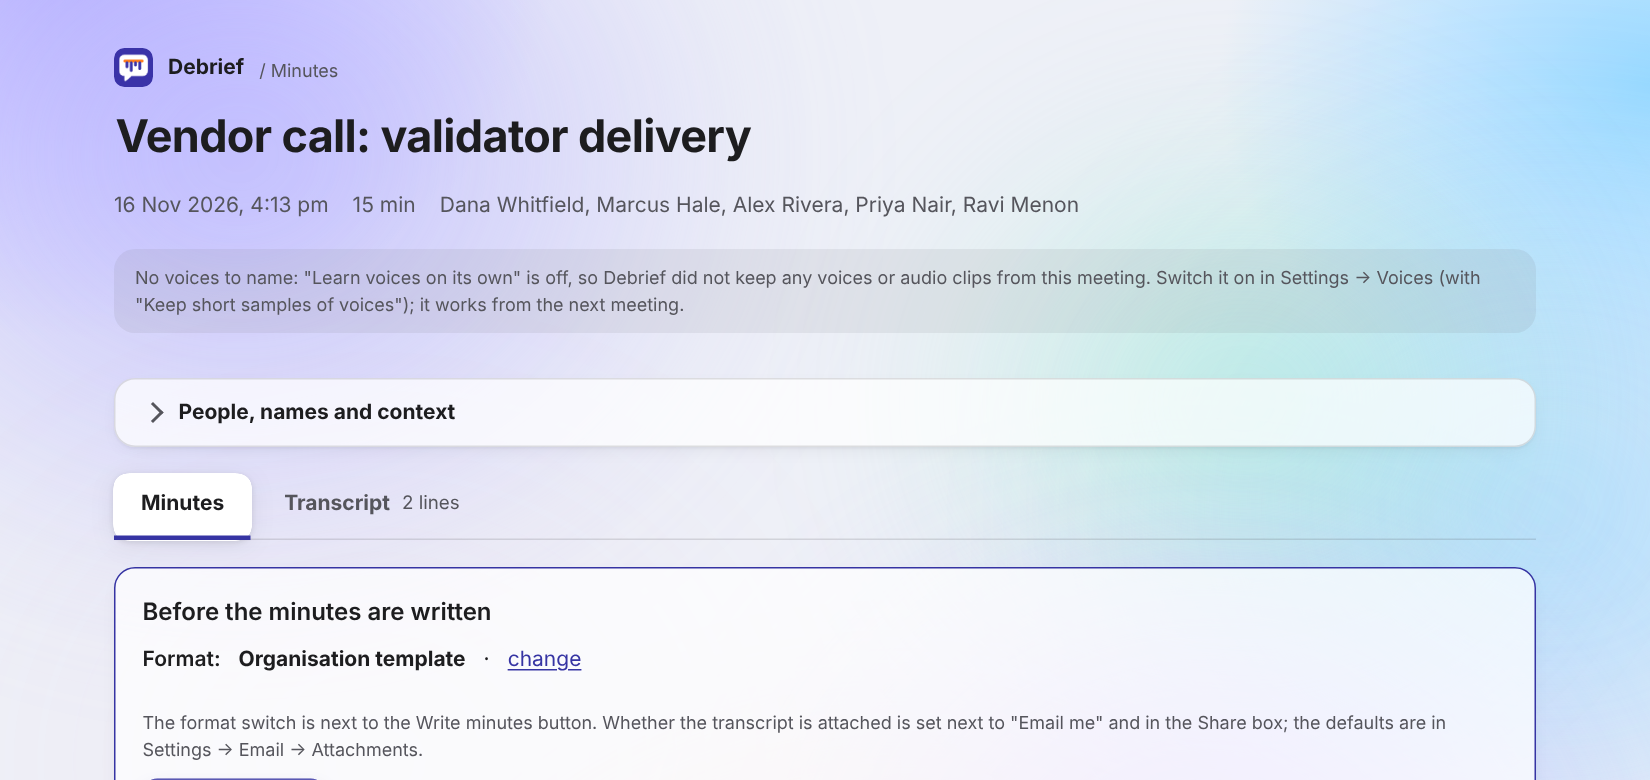 Debrief / Minutes
Vendor call: validator delivery
16 Nov 2026, 4:13 pm 15 min Dana Whitfield, Marcus Hale, Alex Rivera, Priya Nair, Ravi Menon
No voices to name: "Learn voices on its own" is off, so Debrief did not keep any voices or audio clips from this meeting. Switch it on in Settings → Voices (with
"Keep short samples of voices"); it works from the next meeting.
People, names and context
Minutes Transcript 2 lines
Before the minutes are written
Format: Organisation template · change
The format switch is next to the Write minutes button. Whether the transcript is attached is set next to "Email me" and in the Share box; the defaults are in
Settings → Email → Attachments.